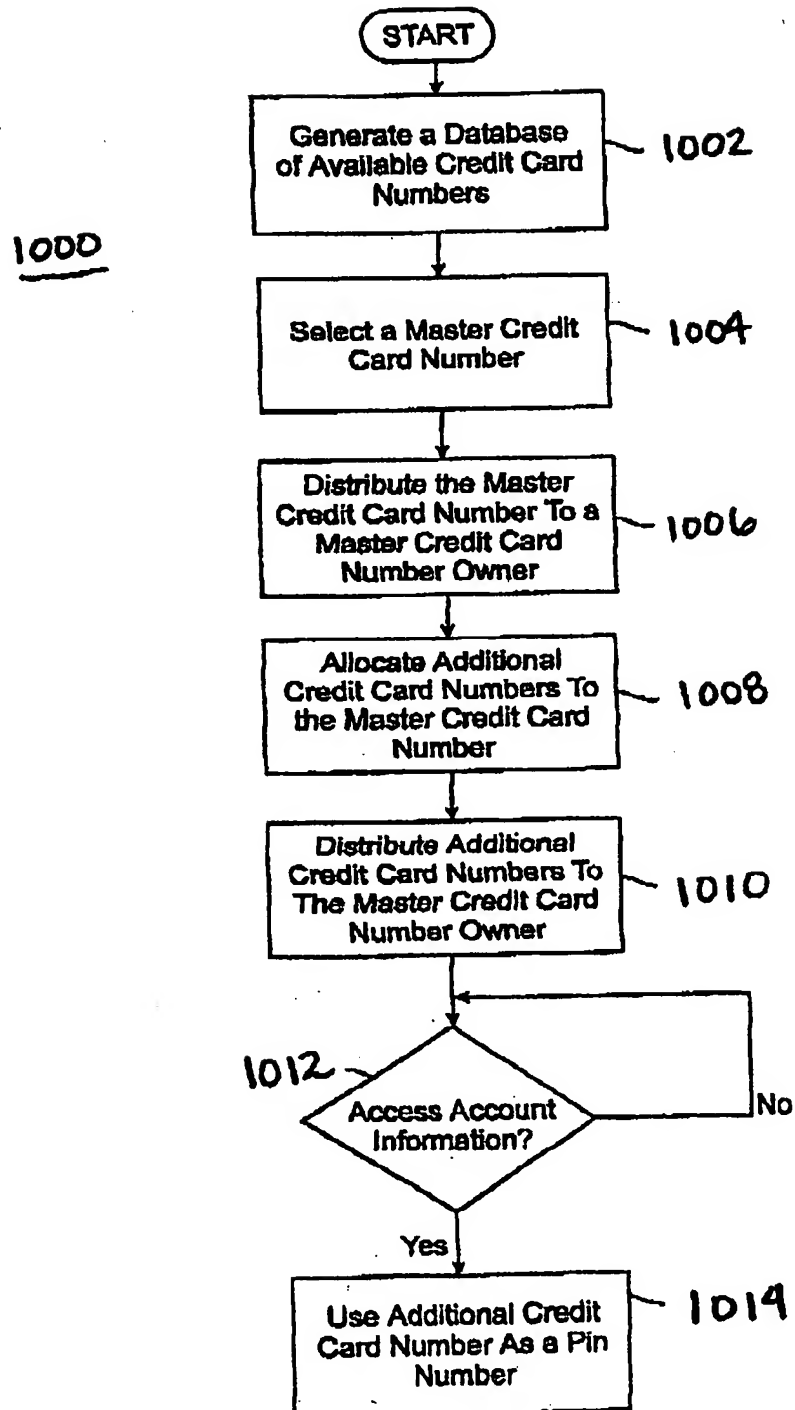 START
Generate a Database
of Available Credit Card
Numbers
1002
1000
Select a Master Credit
Card Number
1004
Distribute the Master
Credit Card Number To a
Master Credit Card
Number Owner
1006
Allocate Additional
Credit Card Numbers To
the Master Credit Card
Number
1008
Distribute Additional
Credit Card Numbers To
The Master Credit Card
Number Owner
1010
1012
Access Account
Information?
No
Yes
Use Additional Credit
Card Number As a Pin
Number
1014